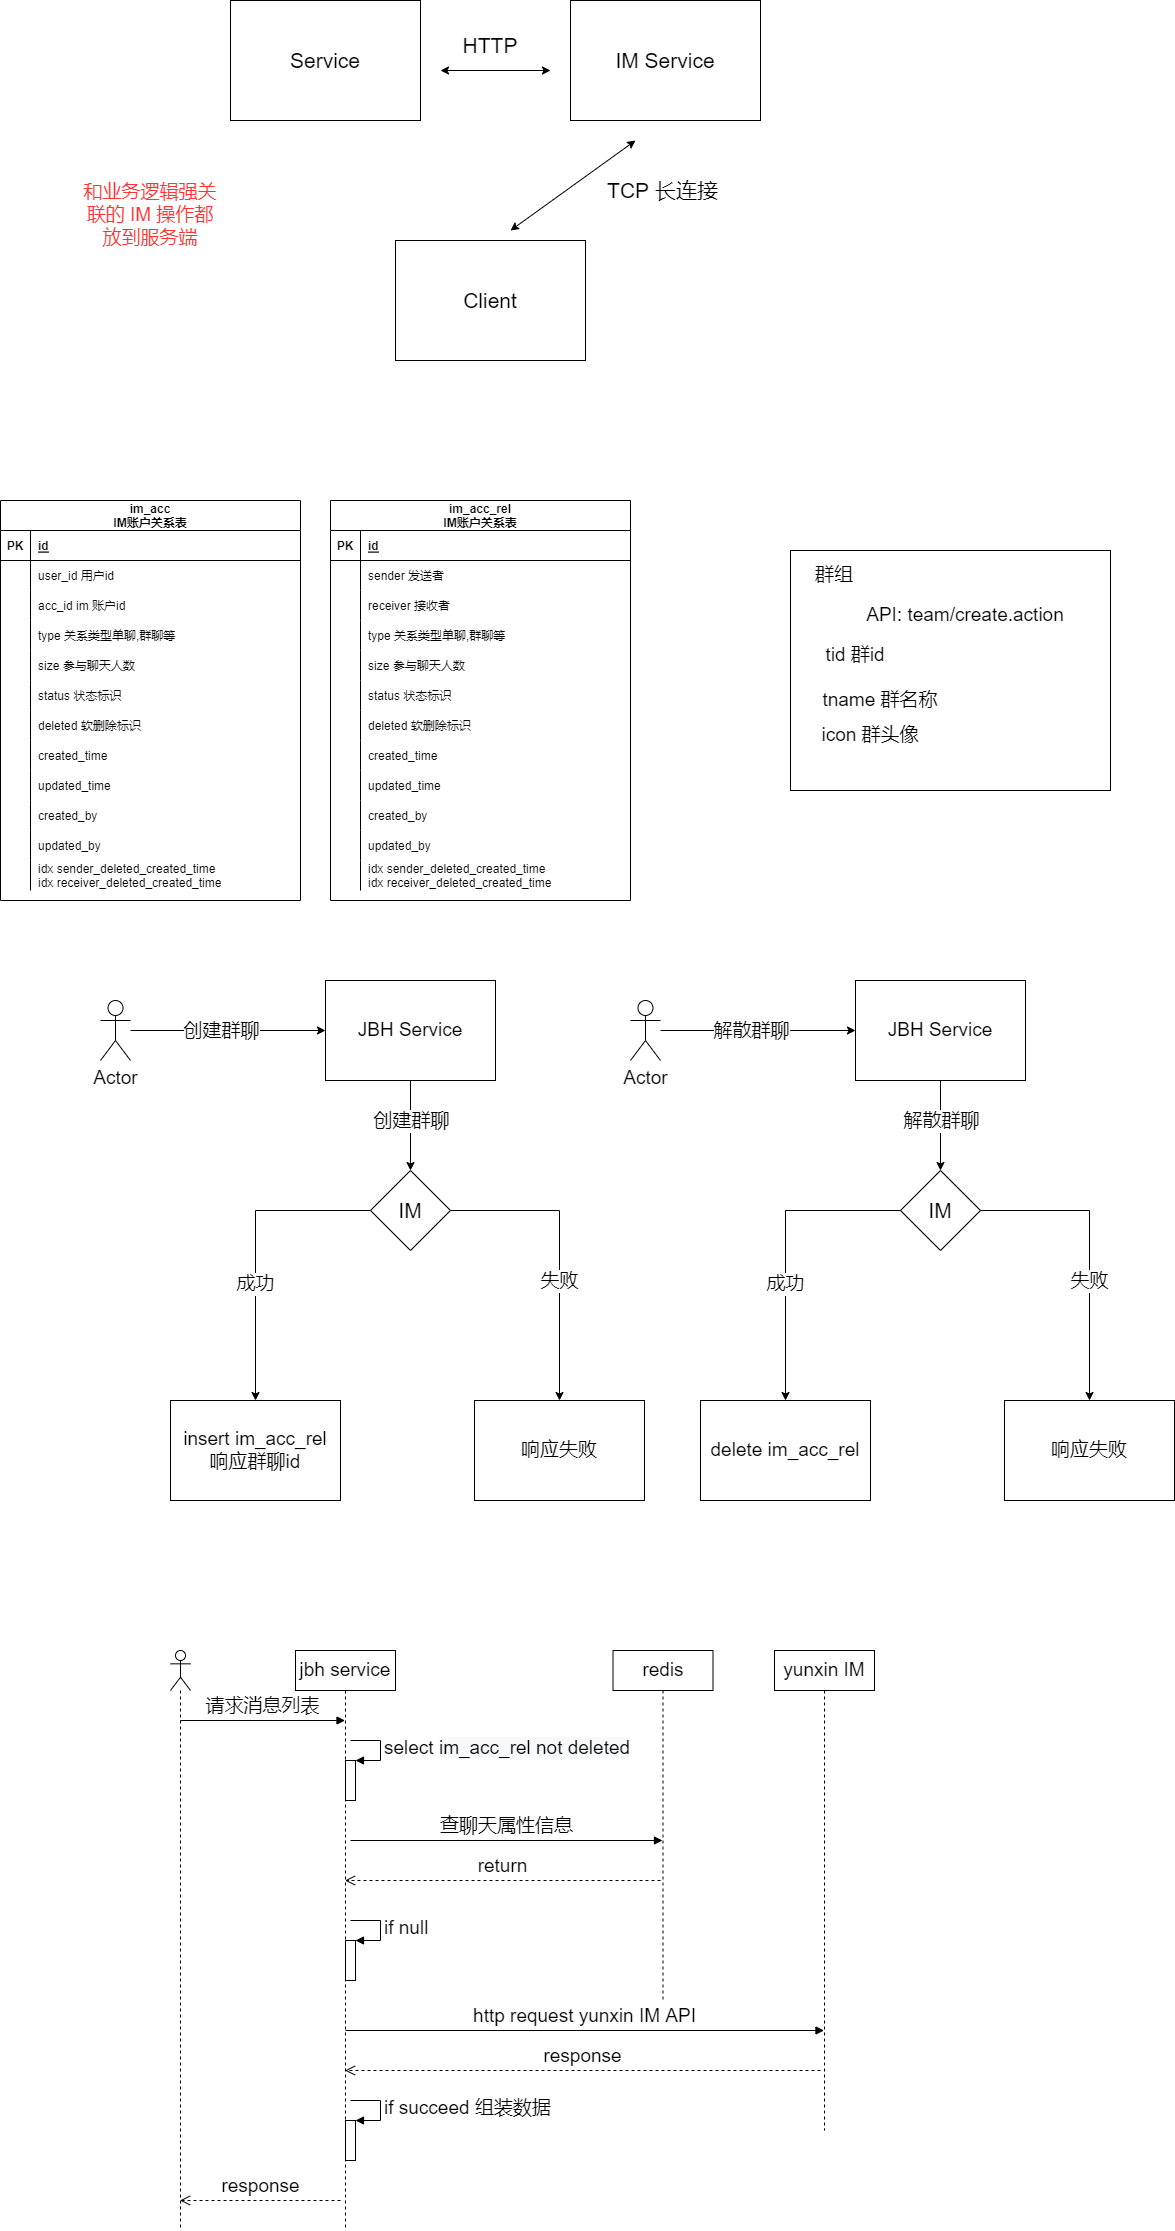 Service
HTTP
IM Service
和业务逻辑强关
联的 IM 操作都
放到服务端
TCP 长连接
Client
im_acc
IM账户关系表
PK
id
user_id 用户id
acc_id im 账户id
type 关系类型单聊,群聊等
size 参与聊天人数
status 状态标识
deleted 软删除标识
created_time
updated_time
created_by
updated_by
idx sender_deleted_created_time
idx receiver_deleted_created_time
im_acc_rel
IM账户关系表
PK
id
sender 发送者
receiver 接收者
type 关系类型单聊,群聊等
size 参与聊天人数
status 状态标识
deleted 软删除标识
created_time
updated_time
created_by
updated_by
idx sender_deleted_created_time
idx receiver_deleted_created_time
群组
API: team/create.action
tid 群id
tname 群名称
icon 群头像
Actor
创建群聊
JBH Service
创建群聊
IM
成功
失败
insert im_acc_rel
响应群聊id
响应失败
Actor
解散群聊
JBH Service
解散群聊
IM
成功
失败
delete im_acc_rel
响应失败
jbh service
redis
yunxin IM
请求消息列表
select im_acc_rel not deleted
查聊天属性信息
return
if null
http request yunxin IM API
response
if succeed 组装数据
response